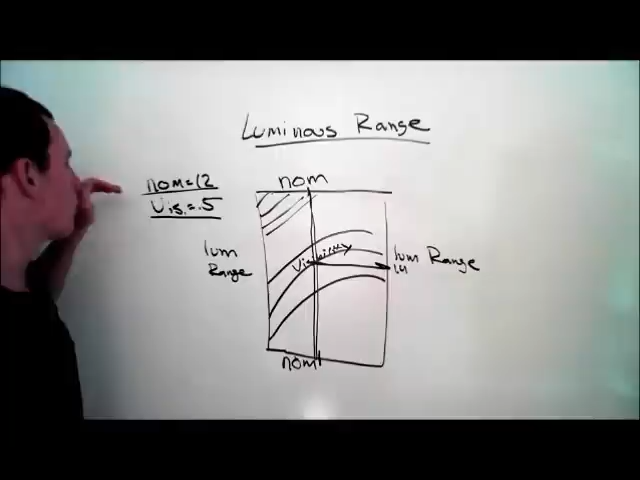 Luminous Range
nom=12
Vis.=.5
nom
lum
Range
Visibility
lum Range
nom